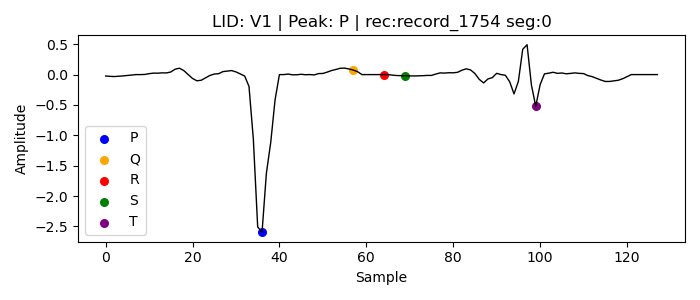 LID: V1 | Peak: P | rec:record_1754 seg:0
0.5
0.0
−0.5
−1.0
−1.5
−2.0
−2.5
Amplitude
P
Q
R
S
T
0 20 40 60 80 100 120
Sample